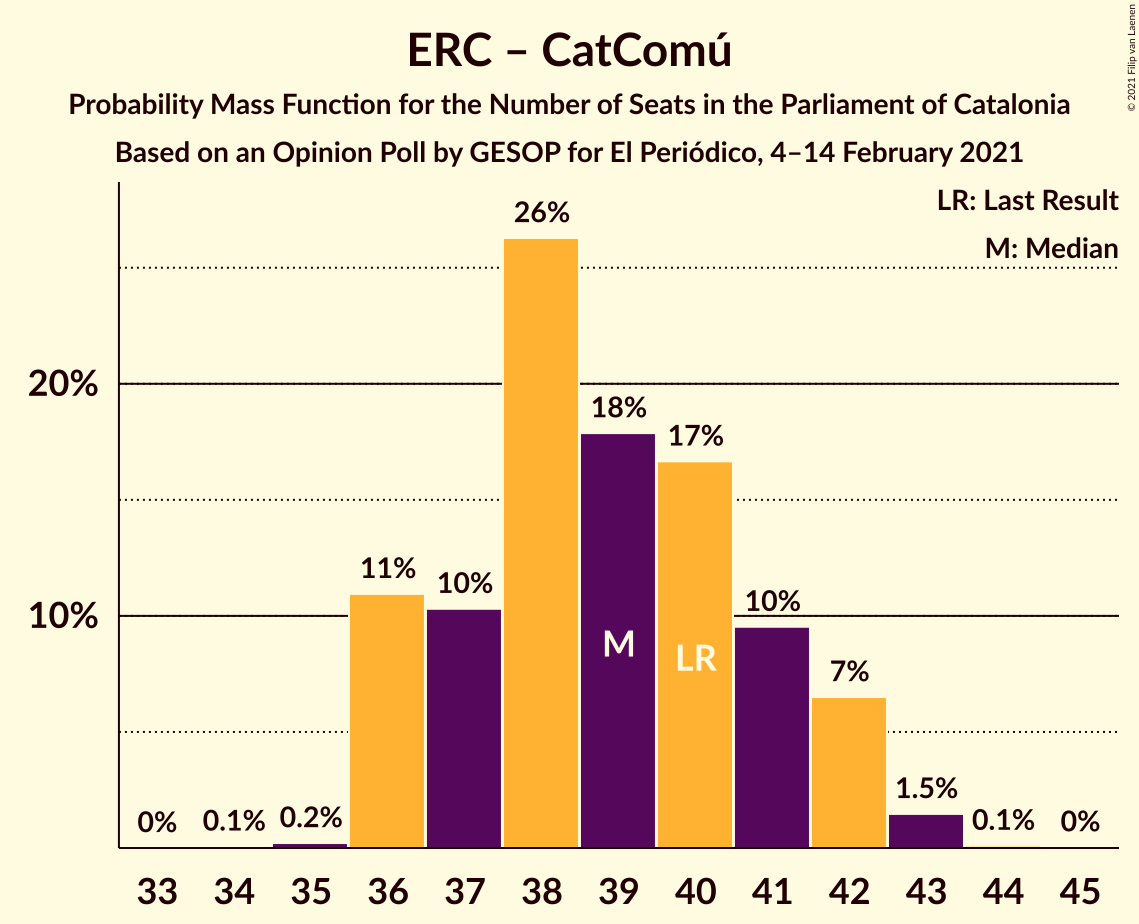 ERC – CatComú
Probability Mass Function for the Number of Seats in the Parliament of Catalonia
Based on an Opinion Poll by GESOP for El Periódico, 4–14 February 2021
© 2021 Filip van Laenen
LR: Last Result
M: Median
20%
10%
0%
0.1%
0.2%
11%
10%
26%
18%
17%
10%
7%
1.5%
0.1%
0%
M
LR
33 34 35 36 37 38 39 40 41 42 43 44 45